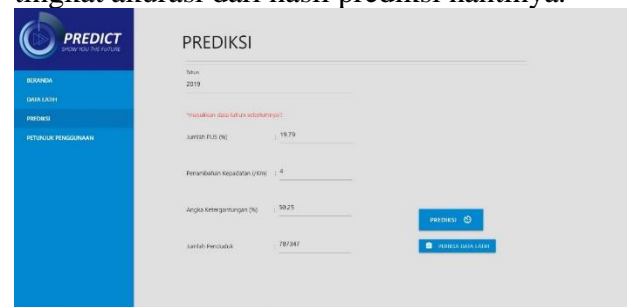 tingkat akurasi dari hasil prediksi nantinya.
PREDICT
SHOW YOU THE FUTURE
PREDIKSI
BERANDA
DATA LATIH
PREDIKSI
PETUNJUK PENGGUNAAN
Tahun
2019
*masukkan data tahun sebelumnya!
Jumlah PUS (%) : 19.79
Penambahan Kepadatan (/Km) : 4
Angka Ketergantungan (%) : 50.25
Jumlah Penduduk : 787347
PREDIKSI
PERIKSA DATA LATIH